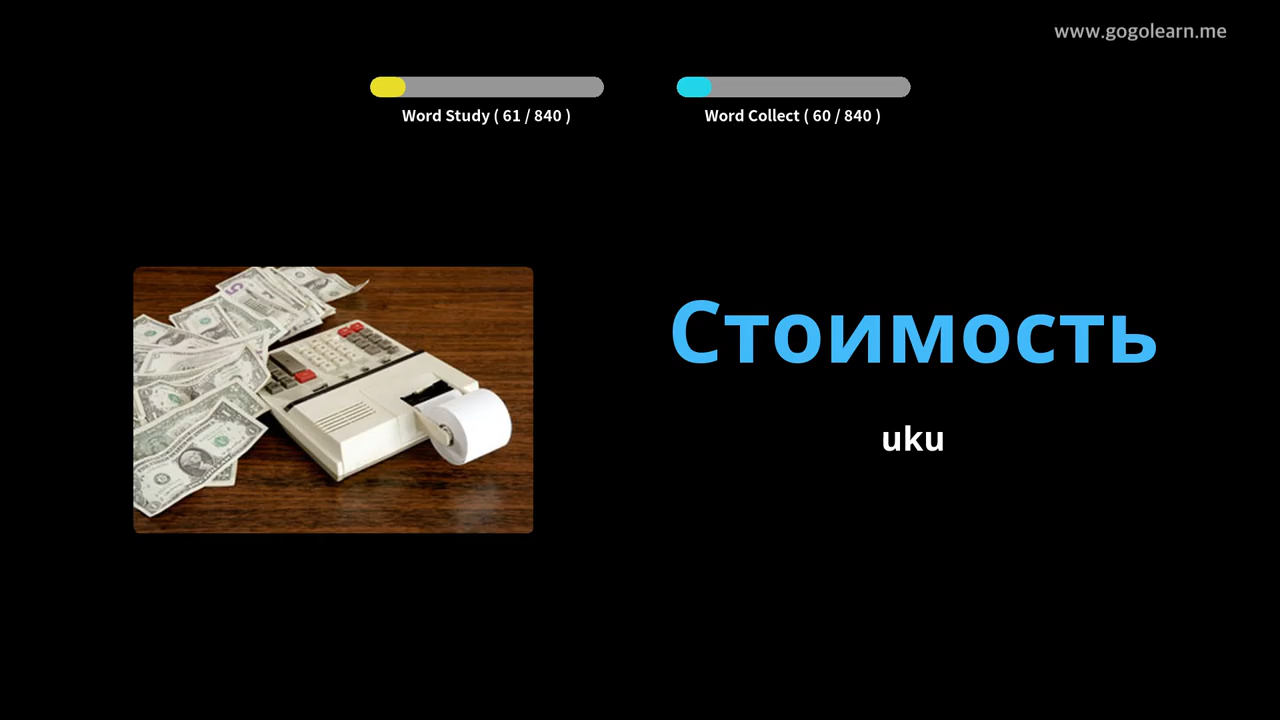 www.gogolearn.me
Word Study ( 61 / 840 )
Word Collect ( 60 / 840 )
Стоимость
uku